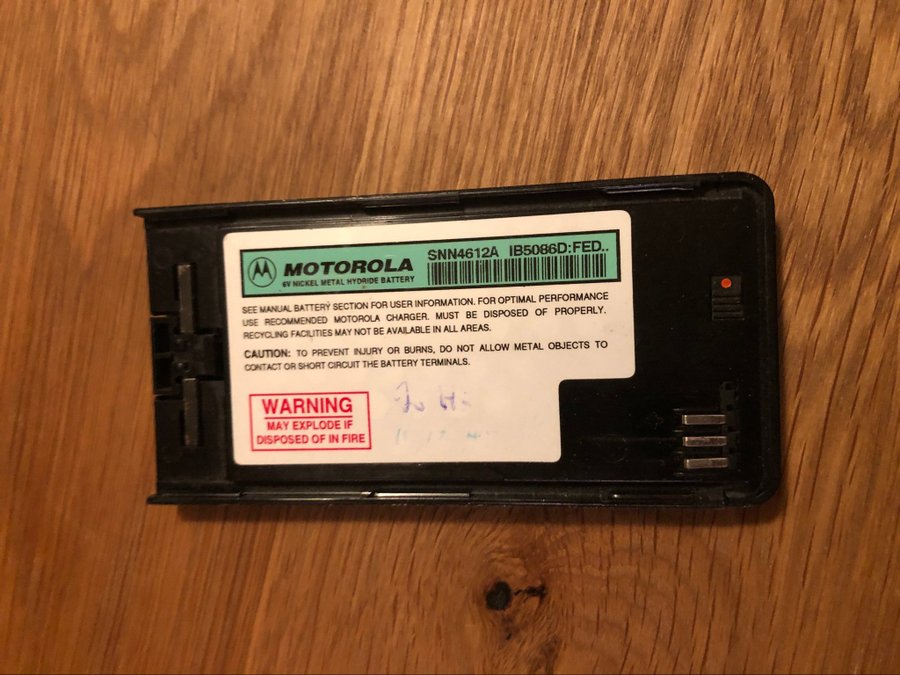 MOTOROLA SNN4612A IB5086D:FED..
6V NICKEL METAL HYDRIDE BATTERY
SEE MANUAL BATTERY SECTION FOR USER INFORMATION. FOR OPTIMAL PERFORMANCE
USE RECOMMENDED MOTOROLA CHARGER. MUST BE DISPOSED OF PROPERLY.
RECYCLING FACILITIES MAY NOT BE AVAILABLE IN ALL AREAS.
CAUTION: TO PREVENT INJURY OR BURNS, DO NOT ALLOW METAL OBJECTS TO
CONTACT OR SHORT CIRCUIT THE BATTERY TERMINALS.
WARNING
MAY EXPLODE IF
DISPOSED OF IN FIRE